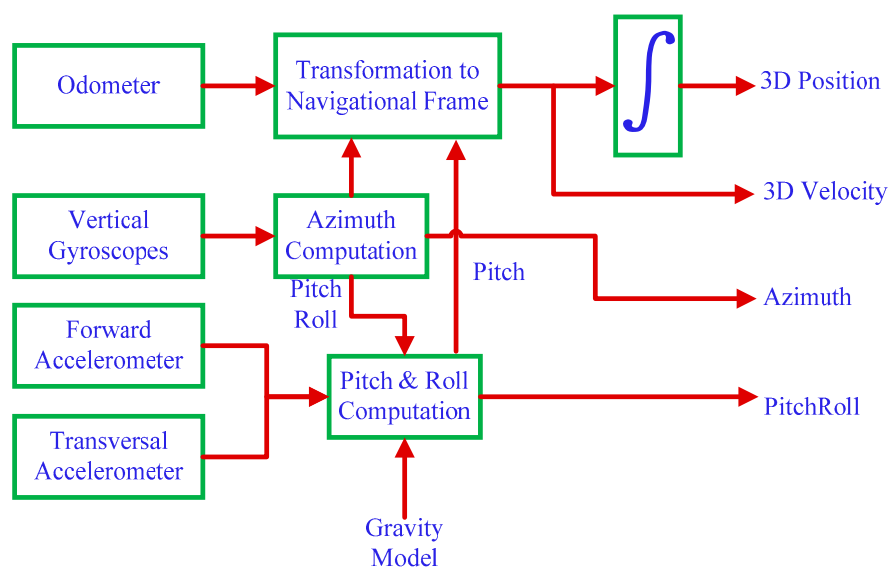 Odometer
Transformation to
Navigational Frame
∫
3D Position
3D Velocity
Vertical
Gyroscopes
Azimuth
Computation
Pitch
Azimuth
Pitch
Roll
Forward
Accelerometer
Pitch & Roll
Computation
PitchRoll
Transversal
Accelerometer
Gravity
Model